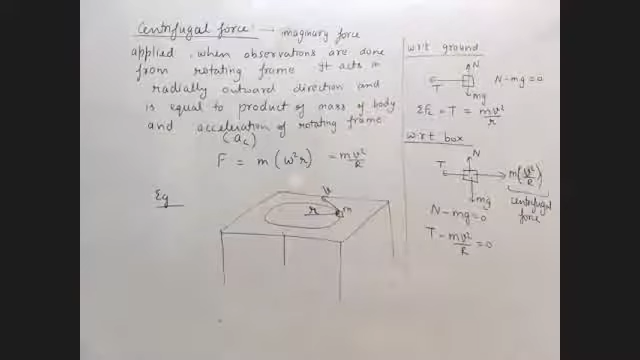 Centrifugal force → imaginary force
applied, when observations are done
from rotating frame It acts in
radially outward direction and
is equal to product of mass of body
and acceleration of rotating frame
(ac)
F = m (ω²r) = mv²/R
Eg
v
r
m
wrt ground
N
T
mg
N-mg=0
ΣFc = T = mv²/r
wrt box
N
T
m(v²/R)
mg
centrifugal
force
N-mg=0
T - mv²/R = 0